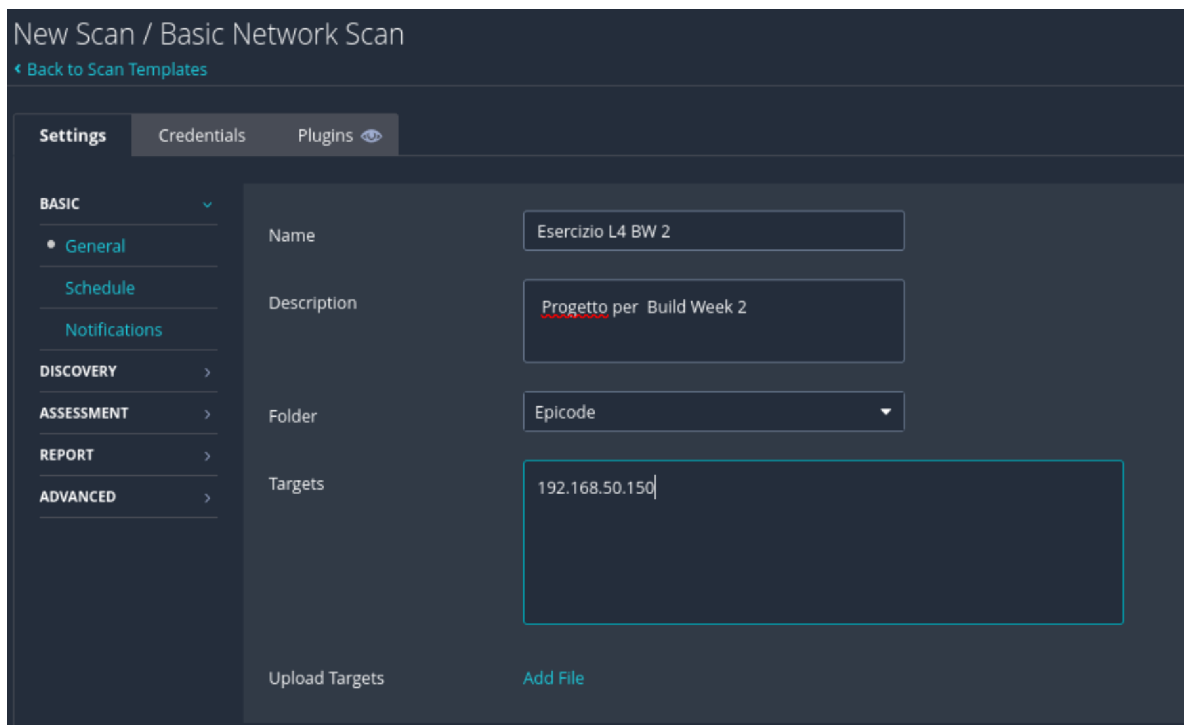 New Scan / Basic Network Scan
Back to Scan Templates
Settings Credentials Plugins
BASIC
General
Schedule
Notifications
DISCOVERY
ASSESSMENT
REPORT
ADVANCED
Name Esercizio L4 BW 2
Description Progetto per Build Week 2
Folder Epicode
Targets 192.168.50.150
Upload Targets Add File